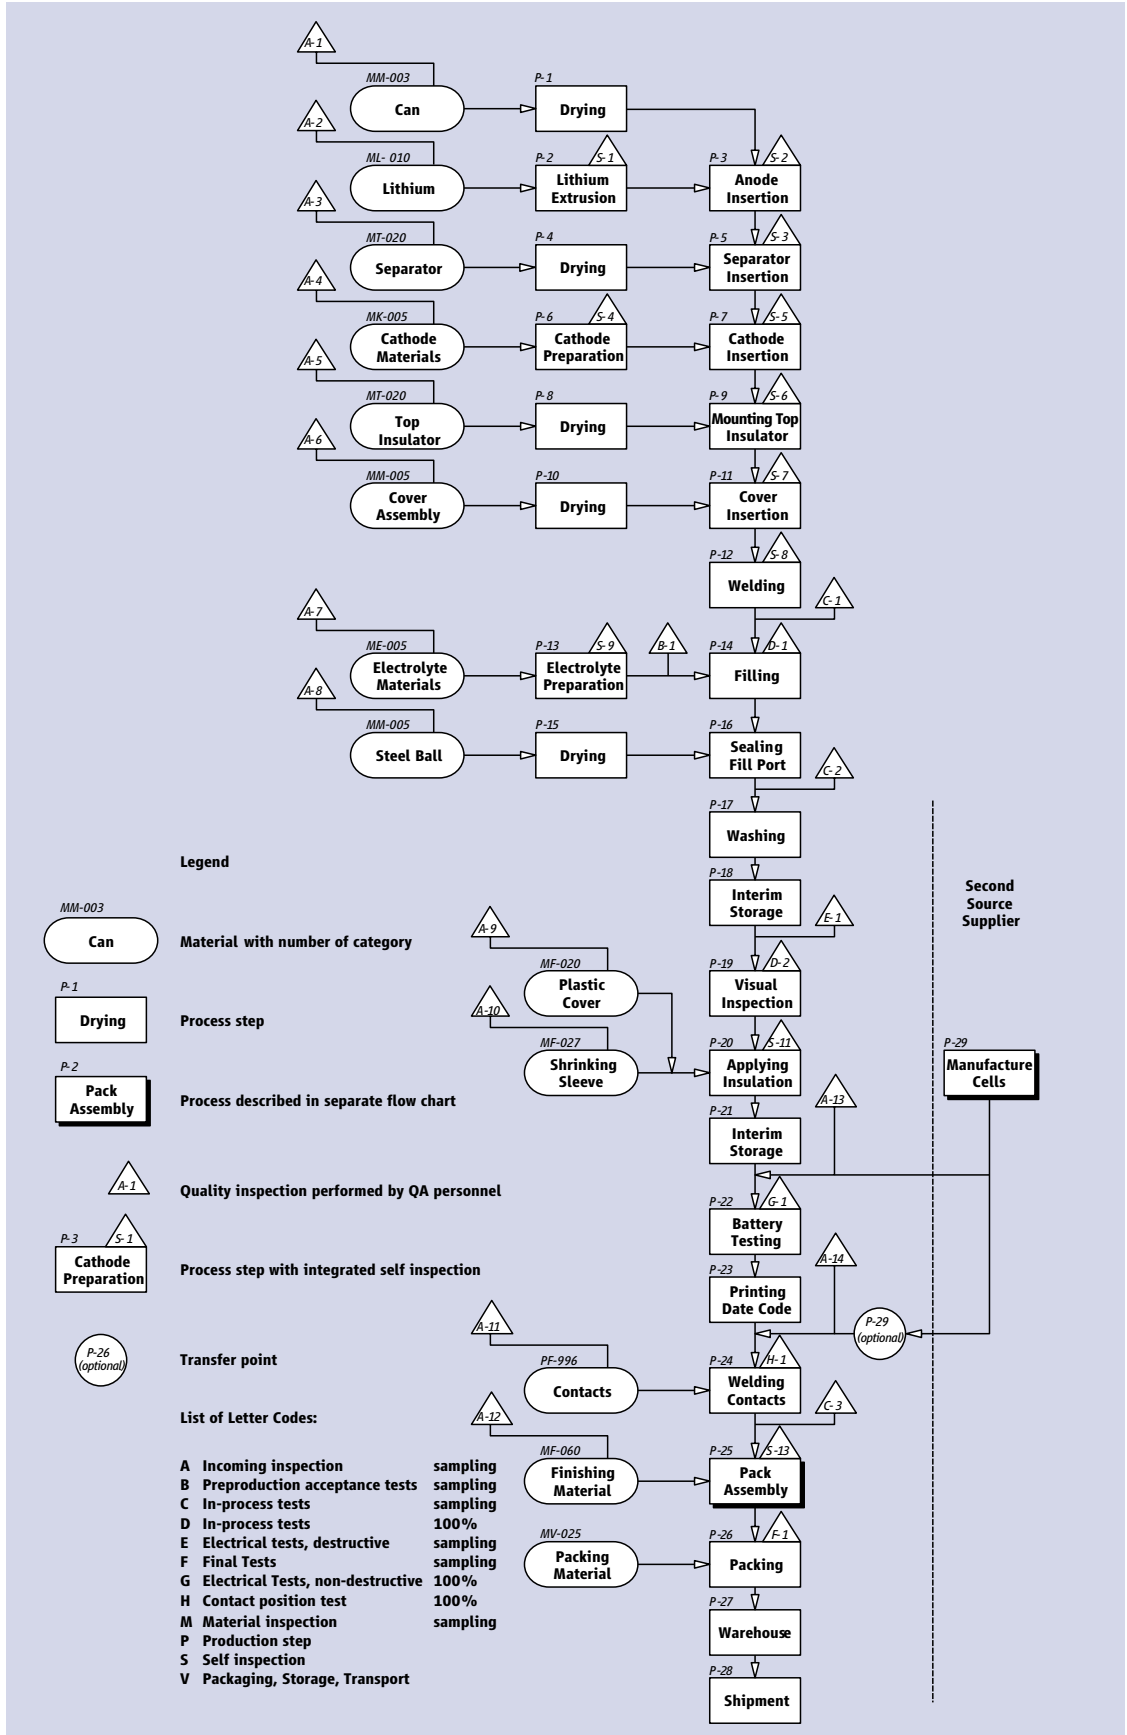 A-1
MM-003
Can
P-1
Drying
A-2
ML- 010
Lithium
P-2
S-1
Lithium
Extrusion
P-3
S-2
Anode
Insertion
A-3
MT-020
Separator
P-4
Drying
P-5
S-3
Separator
Insertion
A-4
MK-005
Cathode
Materials
P-6
S-4
Cathode
Preparation
P-7
S-5
Cathode
Insertion
A-5
MT-020
Top
Insulator
P-8
Drying
P-9
S-6
Mounting Top
Insulator
A-6
MM-005
Cover
Assembly
P-10
Drying
P-11
S-7
Cover
Insertion
P-12
S-8
Welding
C-1
A-7
ME-005
Electrolyte
Materials
P-13
S-9
Electrolyte
Preparation
B-1
P-14
D-1
Filling
A-8
MM-005
Steel Ball
P-15
Drying
P-16
Sealing
Fill Port
C-2
P-17
Washing
P-18
Interim
Storage
E-1
Second
Source
Supplier
A-9
MF-020
Plastic
Cover
P-19
D-2
Visual
Inspection
A-10
MF-027
Shrinking
Sleeve
P-20
S-11
Applying
Insulation
P-29
Manufacture
Cells
A-13
P-21
Interim
Storage
P-22
G-1
Battery
Testing
A-14
P-23
Printing
Date Code
P-29
(optional)
A-11
PF-996
Contacts
P-24
H-1
Welding
Contacts
C-3
A-12
MF-060
Finishing
Material
P-25
S-13
Pack
Assembly
MV-025
Packing
Material
P-26
F-1
Packing
P-27
Warehouse
P-28
Shipment
Legend
MM-003
Can
Material with number of category
P-1
Drying
Process step
P-2
Pack
Assembly
Process described in separate flow chart
A-1
Quality inspection performed by QA personnel
P-3
S-1
Cathode
Preparation
Process step with integrated self inspection
P-26
(optional)
Transfer point
List of Letter Codes:
A Incoming inspection sampling
B Preproduction acceptance tests sampling
C In-process tests sampling
D In-process tests 100%
E Electrical tests, destructive sampling
F Final Tests sampling
G Electrical Tests, non-destructive 100%
H Contact position test 100%
M Material inspection sampling
P Production step
S Self inspection
V Packaging, Storage, Transport